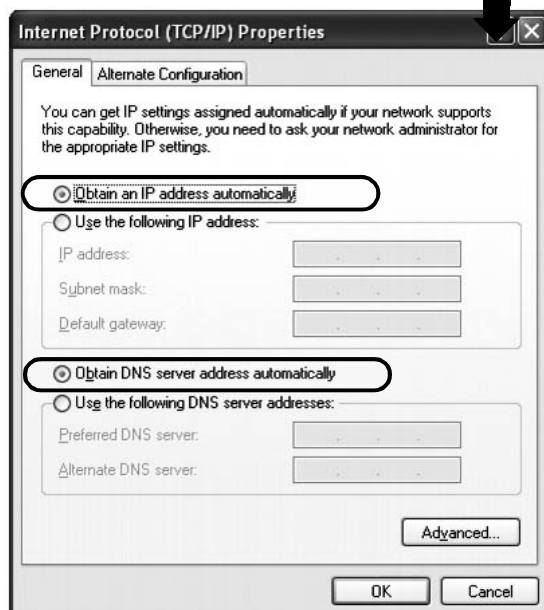 Internet Protocol (TCP/IP) Properties
General
Alternate Configuration
You can get IP settings assigned automatically if your network supports
this capability. Otherwise, you need to ask your network administrator for
the appropriate IP settings.
Obtain an IP address automatically
Use the following IP address:
IP address:
Subnet mask:
Default gateway:
Obtain DNS server address automatically
Use the following DNS server addresses:
Preferred DNS server:
Alternate DNS server:
Advanced...
OK
Cancel